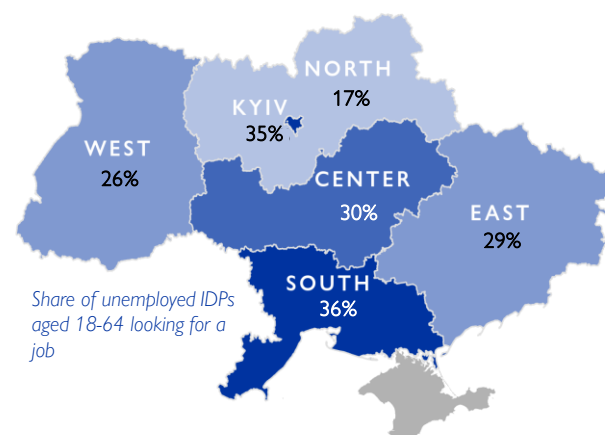 NORTH
17%
KYIV
35%
WEST
26%
CENTER
30%
EAST
29%
SOUTH
36%
Share of unemployed IDPs
aged 18-64 looking for a
job